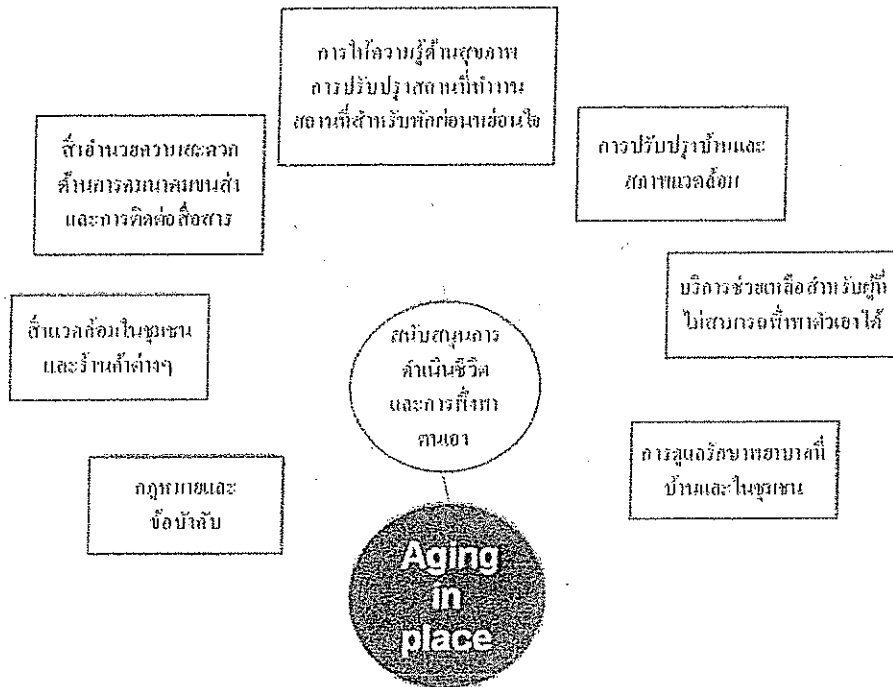 การให้ความรู้ด้านสุขภาพ
การปรับปรุงสถานที่ทำงาน
สถานที่สำหรับพักผ่อนหย่อนใจ
สิ่งอำนวยความสะดวก
ด้านการคมนาคมขนส่ง
และการติดต่อสื่อสาร
การปรับปรุงบ้านและ
สภาพแวดล้อม
สิ่งแวดล้อมในชุมชน
และร้านค้าต่างๆ
บริการช่วยเหลือสำหรับผู้ที่
ไม่สามารถพึ่งพาตัวเองได้
สนับสนุนการ
ดำเนินชีวิต
และการพึ่งพา
ตนเอง
กฎหมายและ
ข้อบังคับ
การดูแลรักษาพยาบาลที่
บ้านและในชุมชน
Aging
in
place